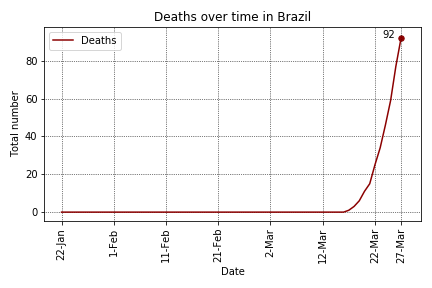 Deaths over time in Brazil
Deaths
92
Total number
80
60
40
20
0
22-Jan
1-Feb
11-Feb
21-Feb
2-Mar
12-Mar
22-Mar
27-Mar
Date